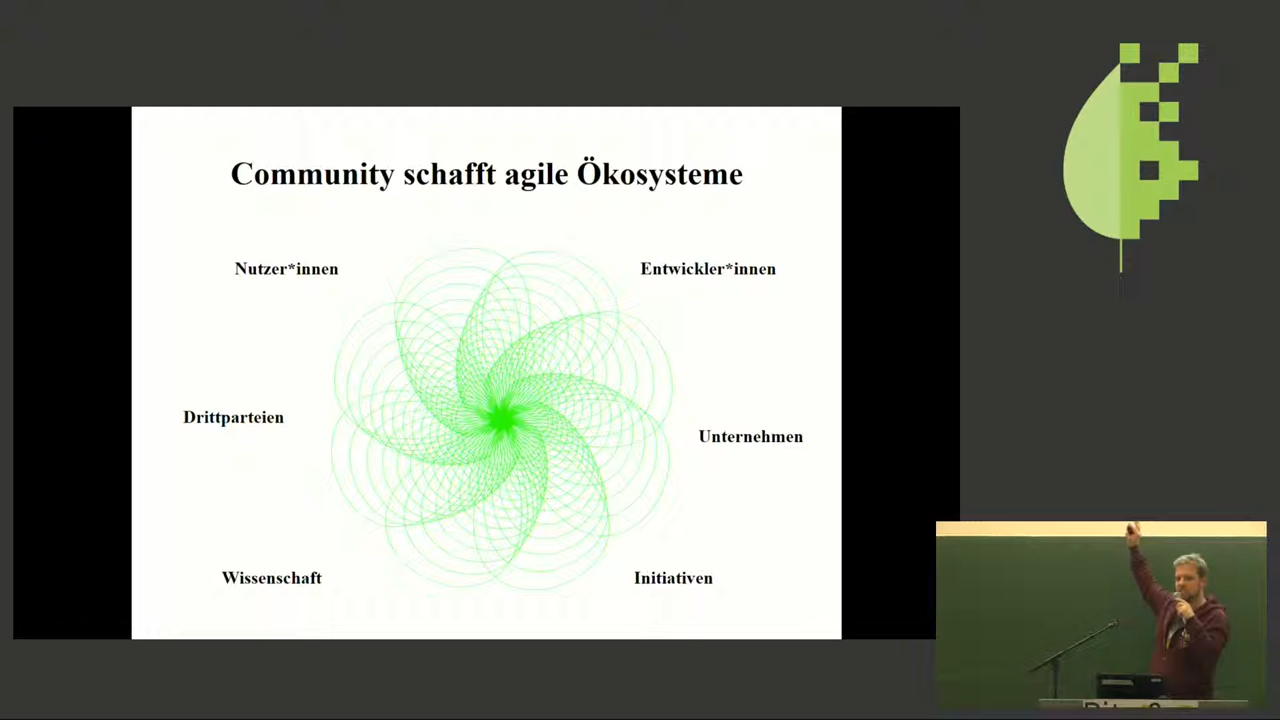 Community schafft agile Ökosysteme
Nutzer*innen
Entwickler*innen
Drittparteien
Unternehmen
Wissenschaft
Initiativen